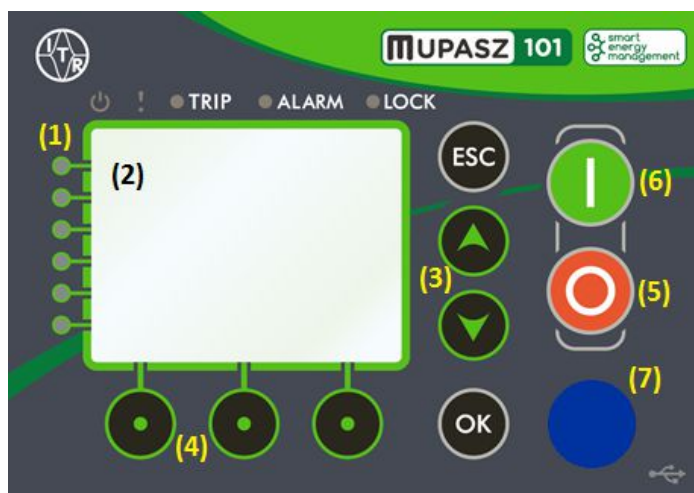 ITR
MUPASZ 101
smart
energy
management
! TRIP ALARM LOCK
(1)
(2)
ESC
(6)
(3)
(5)
(4)
OK
(7)